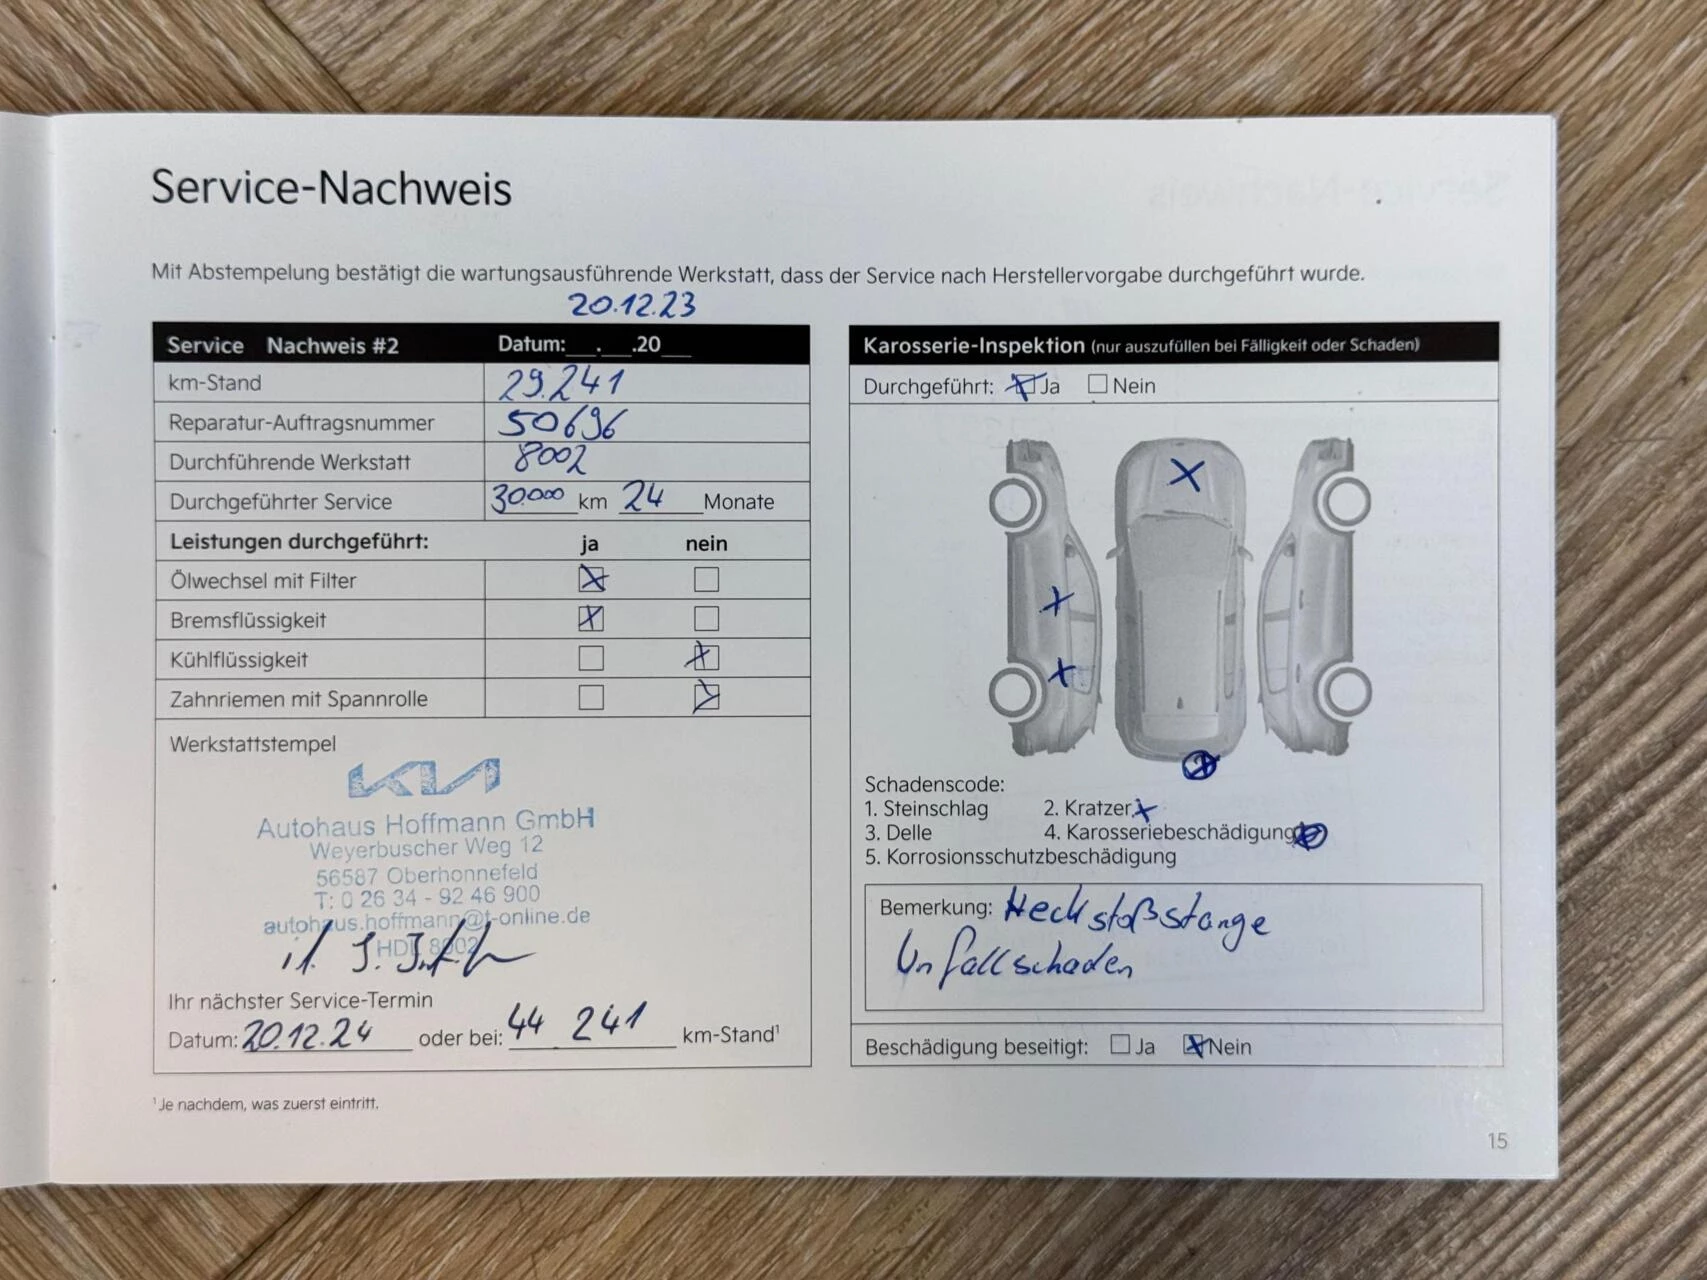 Service-Nachweis
Mit Abstempelung bestätigt die wartungsausführende Werkstatt, dass der Service nach Herstellervorgabe durchgeführt wurde.
20.12.23
Service Nachweis #2 Datum:__.__.20__
km-Stand 29.241
Reparatur-Auftragsnummer 50696
Durchführende Werkstatt 8002
Durchgeführter Service 30.000 km 24 Monate
Leistungen durchgeführt: ja nein
Ölwechsel mit Filter
Bremsflüssigkeit
Kühlflüssigkeit
Zahnriemen mit Spannrolle
Werkstattstempel
KIA
Autohaus Hoffmann GmbH
Weyerbuscher Weg 12
56587 Oberhonnefeld
T: 0 26 34 - 92 46 900
autohaus.hoffmann@t-online.de
HDL 8002
Ihr nächster Service-Termin
Datum: 20.12.24 oder bei: 44 241 km-Stand¹
¹Je nachdem, was zuerst eintritt.
Karosserie-Inspektion (nur auszufüllen bei Fälligkeit oder Schaden)
Durchgeführt: Ja Nein
Schadenscode:
1. Steinschlag 2. Kratzer
3. Delle 4. Karosseriebeschädigung
5. Korrosionsschutzbeschädigung
Bemerkung: Heckstoßstange
Unfallschaden
Beschädigung beseitigt: Ja Nein
15